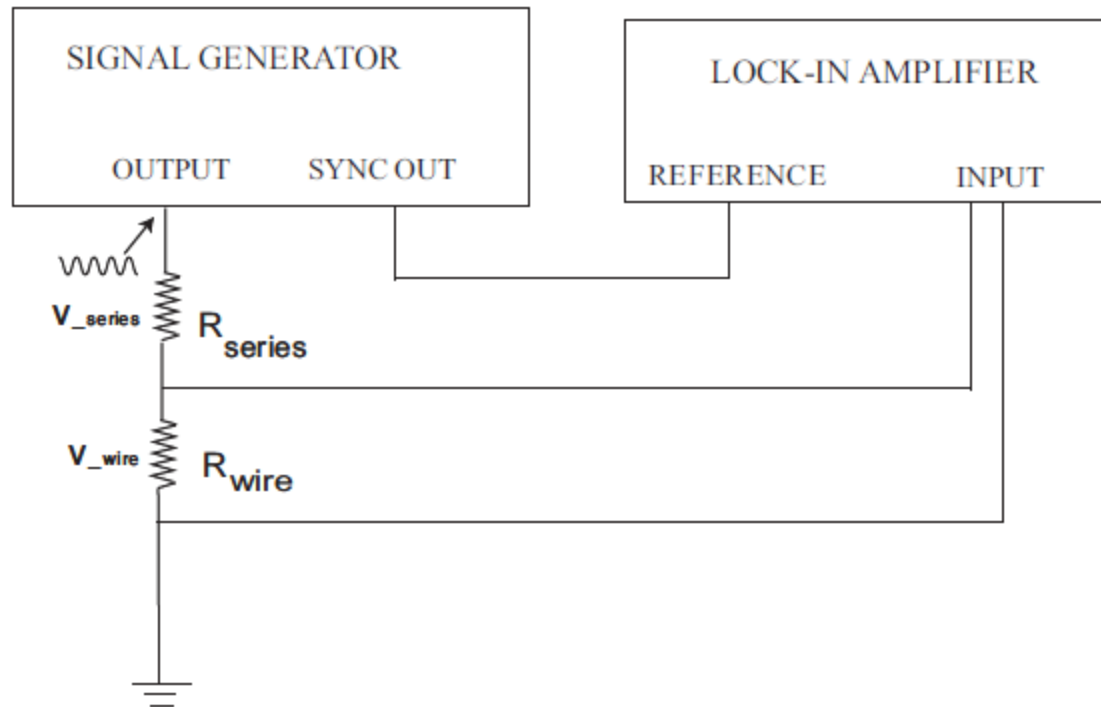 SIGNAL GENERATOR
LOCK-IN AMPLIFIER
OUTPUT
SYNC OUT
REFERENCE
INPUT
V_series
R_series
V_wire
R_wire